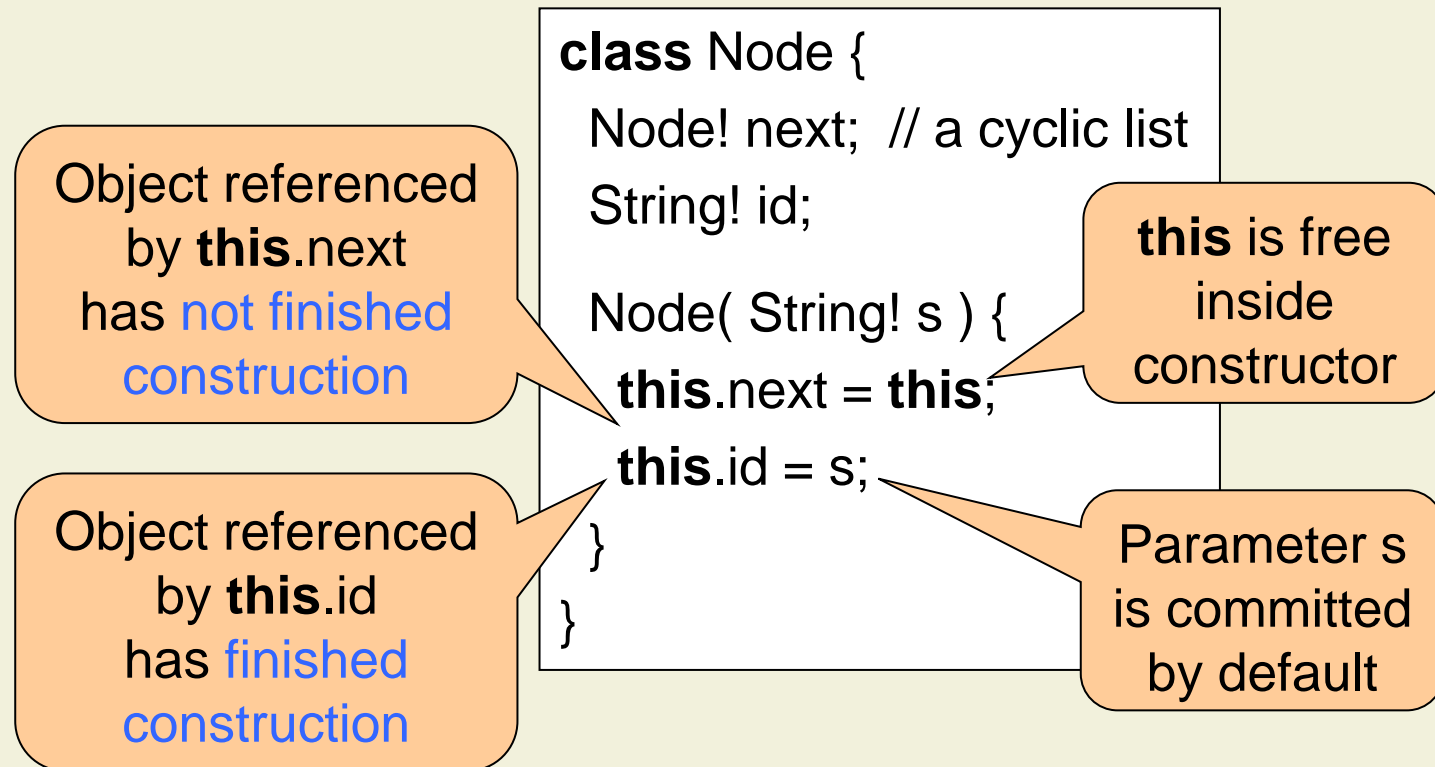 class Node {
Node! next; // a cyclic list
String! id;
Node( String! s ) {
this.next = this;
this.id = s;
}
}
Object referenced
by this.next
has not finished
construction
Object referenced
by this.id
has finished
construction
this is free
inside
constructor
Parameter s
is committed
by default